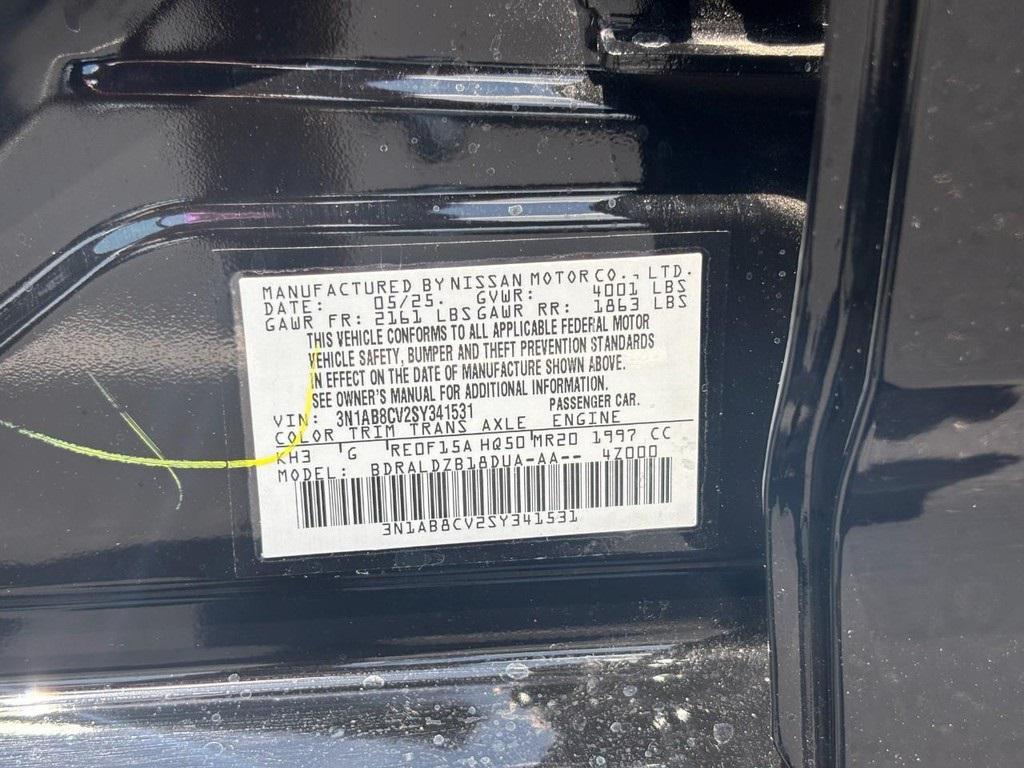 MANUFACTURED BY NISSAN MOTOR CO., LTD.
DATE: 05/25. GVWR: 4001 LBS
GAWR FR: 2161 LBS GAWR RR: 1863 LBS
THIS VEHICLE CONFORMS TO ALL APPLICABLE FEDERAL MOTOR
VEHICLE SAFETY, BUMPER AND THEFT PREVENTION STANDARDS
IN EFFECT ON THE DATE OF MANUFACTURE SHOWN ABOVE.
SEE OWNER'S MANUAL FOR ADDITIONAL INFORMATION.
VIN: 3N1AB8CV2SY341531 PASSENGER CAR.
COLOR TRIM TRANS AXLE ENGINE
KH3 G RE0F15A HQ50 MR20 1997 CC
MODEL: BDRALDZB18DUA-AA-- 4Z000
3N1AB8CV2SY341531